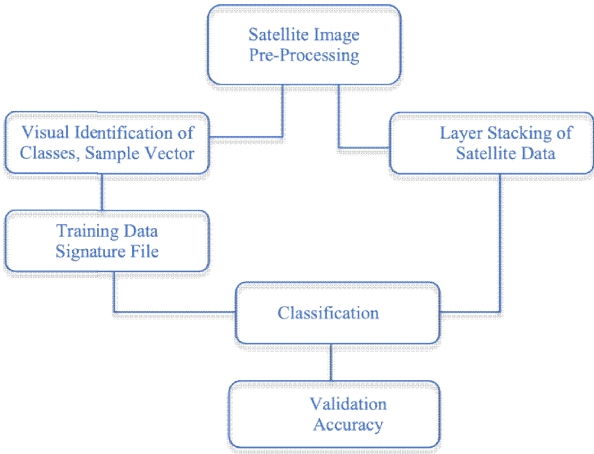 Satellite Image
Pre-Processing
Visual Identification of
Classes, Sample Vector
Layer Stacking of
Satellite Data
Training Data
Signature File
Classification
Validation
Accuracy